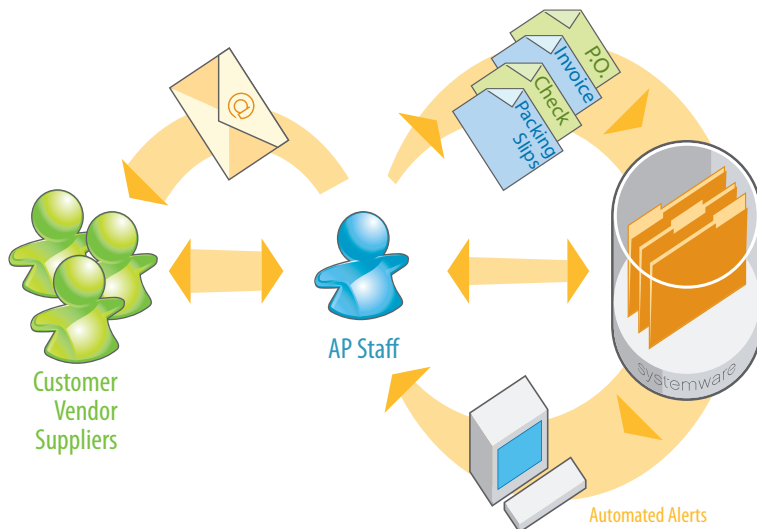 @
P.O.
Invoice
Check
Packing
Slips
AP Staff
Customer
Vendor
Suppliers
systemware
Automated Alerts